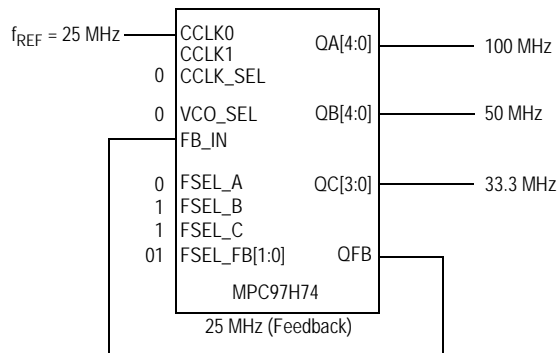 fREF = 25 MHz CCLK0 QA[4:0] 100 MHz
CCLK1
0 CCLK_SEL
0 VCO_SEL QB[4:0] 50 MHz
FB_IN
0 FSEL_A QC[3:0] 33.3 MHz
1 FSEL_B
1 FSEL_C
01 FSEL_FB[1:0] QFB
MPC97H74
25 MHz (Feedback)